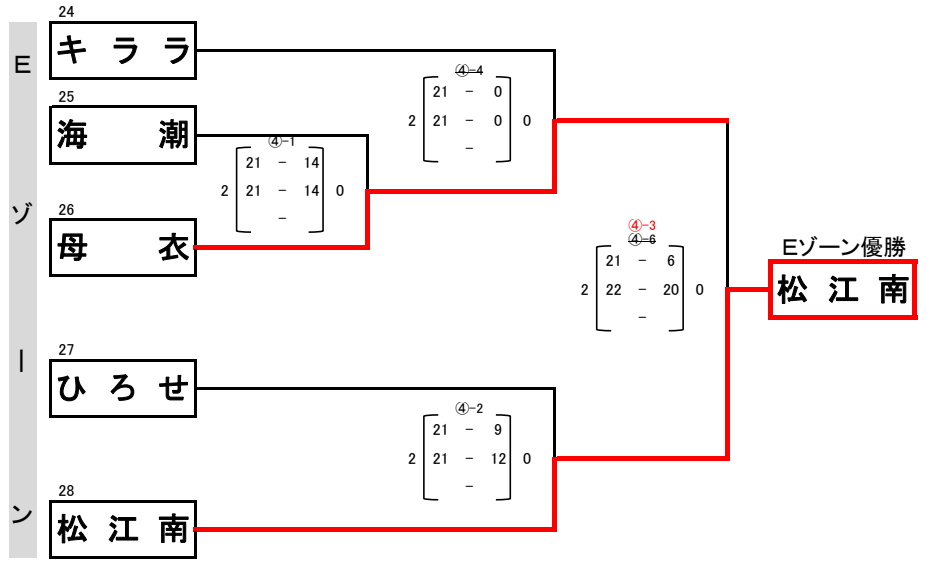 Eゾーン
24
キララ
25
海潮
26
母衣
27
ひろせ
28
松江南
④-1
21 - 14
2 21 - 14 0
-
④-4
21 - 0
2 21 - 0 0
-
④-2
21 - 9
2 21 - 12 0
-
④-3
④-6
21 - 6
2 22 - 20 0
-
Eゾーン優勝
松江南